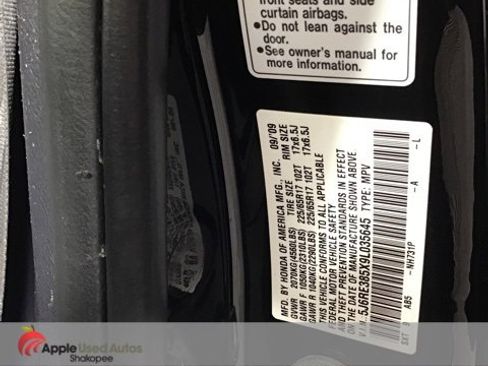 front seats and side
curtain airbags.
•Do not lean against the
door.
•See owner's manual for
more information.
MFD. BY HONDA OF AMERICA MFG., INC. 09/'09
TIRE SIZE RIM SIZE
GVWR 2070KG(4560LBS)
GAWR F 1050KG(2310LBS) 225/65R17 102T 17x6.5J
GAWR R 1040KG(2290LBS) 225/65R17 102T 17x6.5J
THIS VEHICLE CONFORMS TO ALL APPLICABLE
FEDERAL MOTOR VEHICLE SAFETY
AND THEFT PREVENTION STANDARDS IN EFFECT
ON THE DATE OF MANUFACTURE SHOWN ABOVE.
V.I.N.: 5J6RE385X9L035645 TYPE: MPV
SXT 9 AB5 -NH731P -A -L
Apple Used Autos
Shakopee